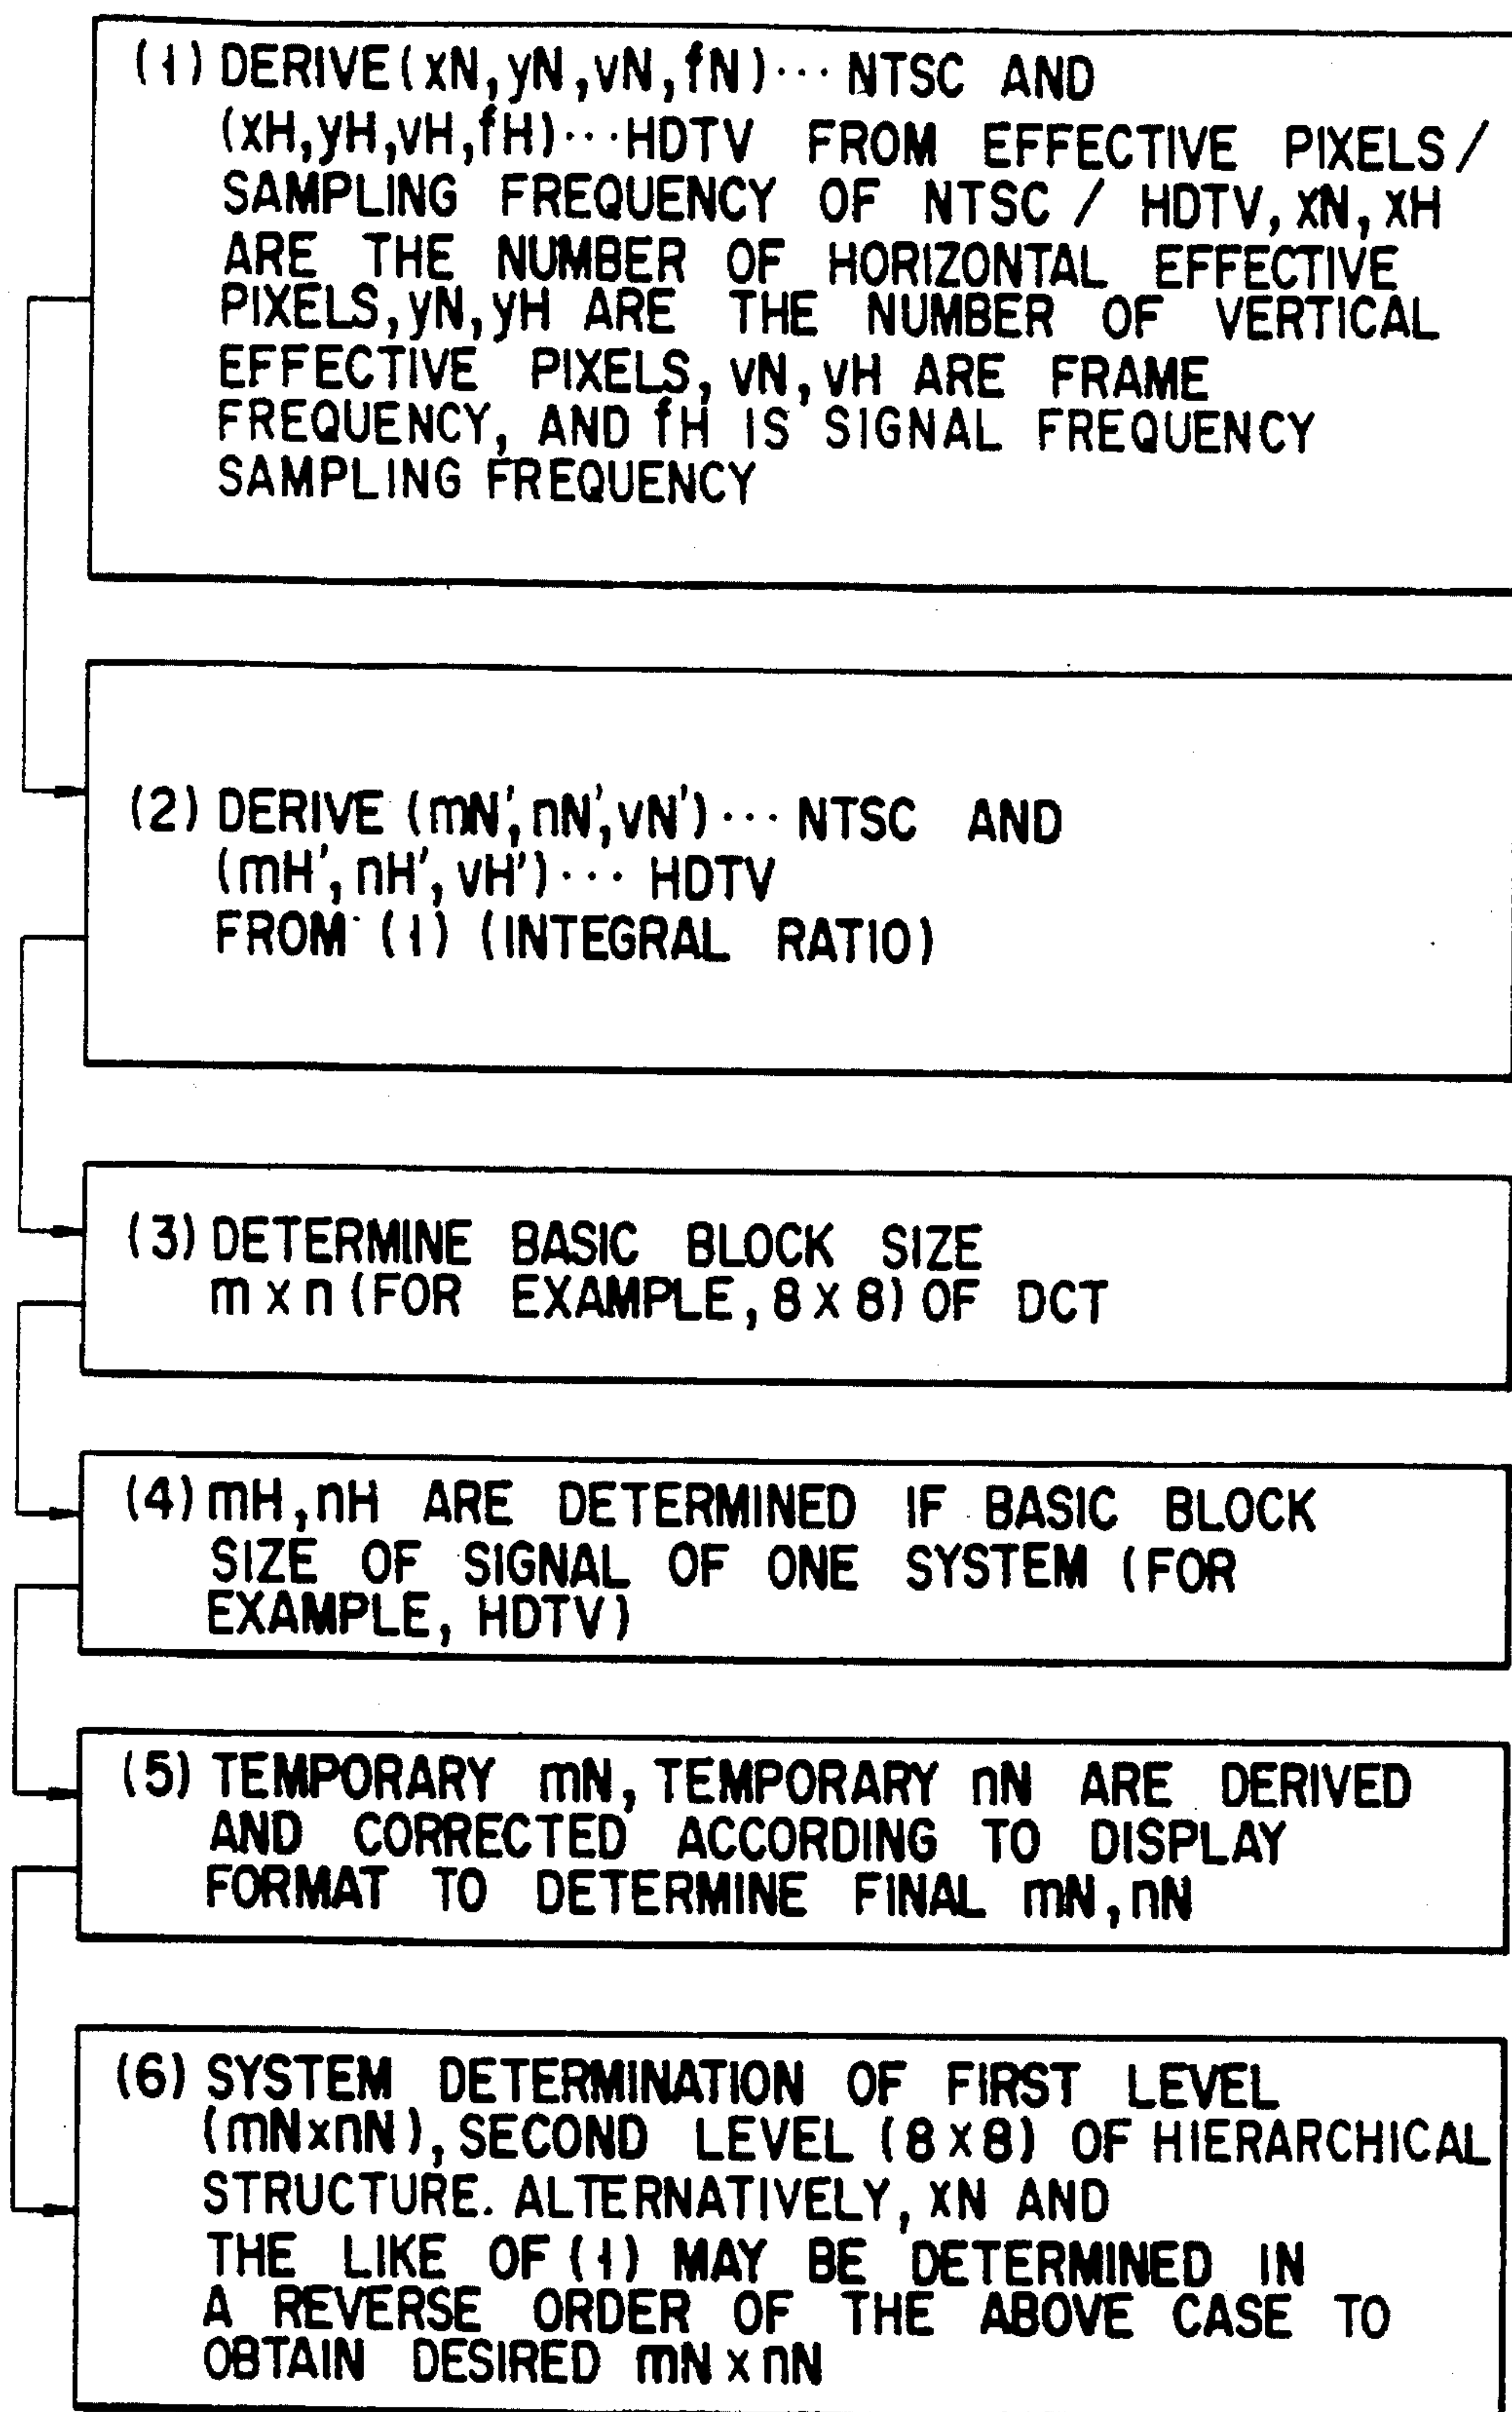 (1) DERIVE (xN, yN, vN, fN) ··· NTSC AND
(xH, yH, vH, fH) ··· HDTV FROM EFFECTIVE PIXELS /
SAMPLING FREQUENCY OF NTSC / HDTV, xN, xH
ARE THE NUMBER OF HORIZONTAL EFFECTIVE
PIXELS, yN, yH ARE THE NUMBER OF VERTICAL
EFFECTIVE PIXELS, vN, vH ARE FRAME
FREQUENCY, AND fH IS SIGNAL FREQUENCY
SAMPLING FREQUENCY
(2) DERIVE (mN', nN', vN') ··· NTSC AND
(mH', nH', vH') ··· HDTV
FROM (1) (INTEGRAL RATIO)
(3) DETERMINE BASIC BLOCK SIZE
m x n (FOR EXAMPLE, 8 x 8) OF DCT
(4) mH, nH ARE DETERMINED IF BASIC BLOCK
SIZE OF SIGNAL OF ONE SYSTEM (FOR
EXAMPLE, HDTV)
(5) TEMPORARY mN, TEMPORARY nN ARE DERIVED
AND CORRECTED ACCORDING TO DISPLAY
FORMAT TO DETERMINE FINAL mN, nN
(6) SYSTEM DETERMINATION OF FIRST LEVEL
(mN x nN), SECOND LEVEL (8 x 8) OF HIERARCHICAL
STRUCTURE. ALTERNATIVELY, xN AND
THE LIKE OF (1) MAY BE DETERMINED IN
A REVERSE ORDER OF THE ABOVE CASE TO
OBTAIN DESIRED mN x nN